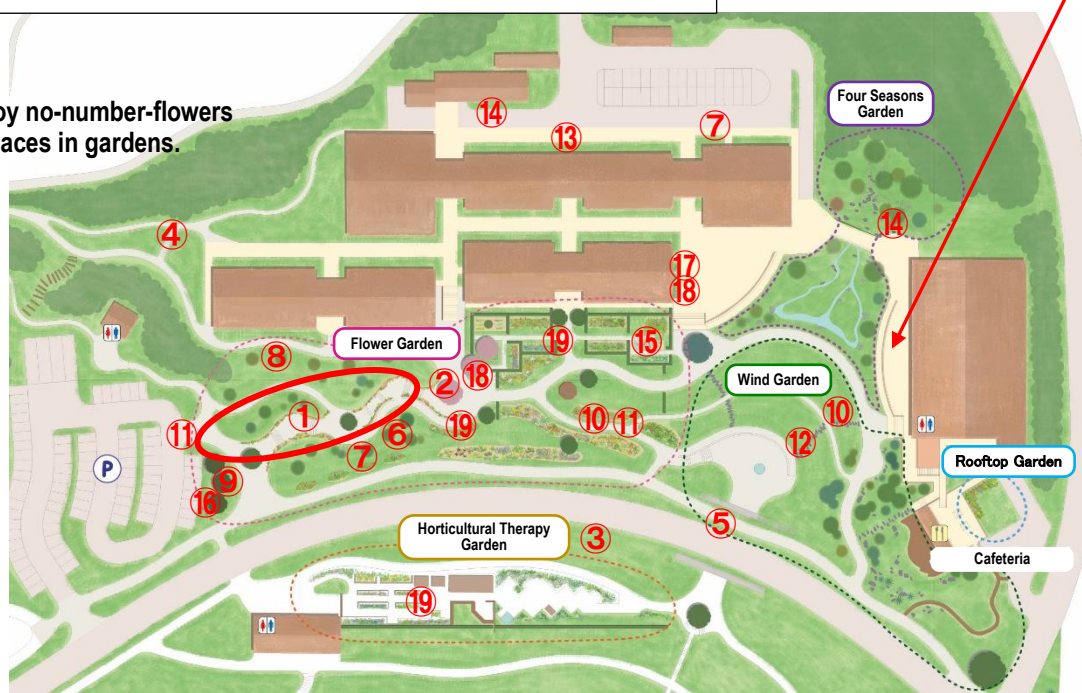 by no-number-flowers
aces in gardens.
Four Seasons
Garden
⑭
⑬
⑦
④
⑭
⑰
⑱
Flower Garden
⑲
⑮
⑧
②
⑱
Wind Garden
①
⑥
⑲
⑩
⑪
⑩
⑪
⑦
⑫
P
⑨
⑯
Rooftop Garden
Horticultural Therapy
Garden
③
⑤
Cafeteria
⑲